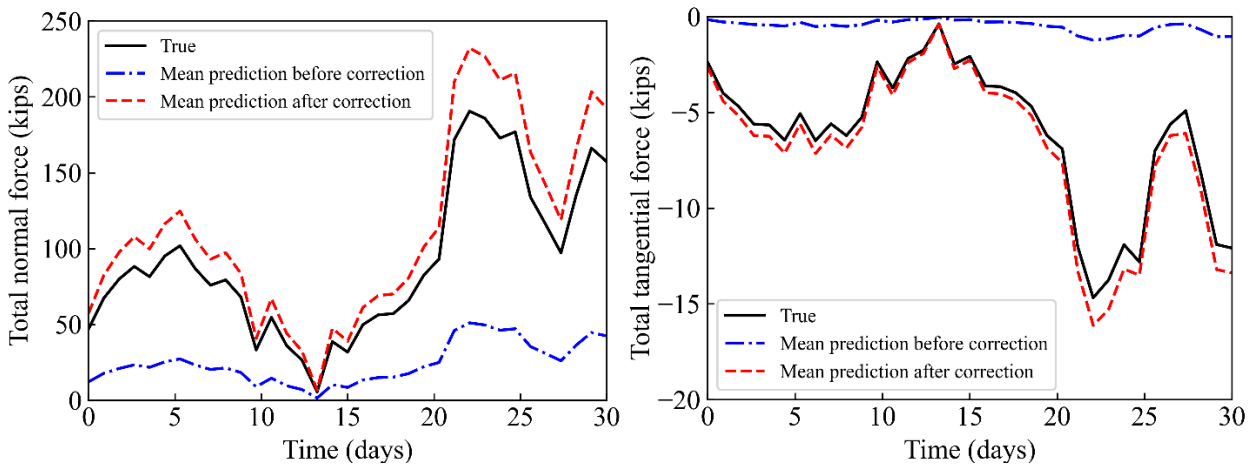 Total normal force (kips)
250
200
150
100
50
0
True
Mean prediction before correction
Mean prediction after correction
0 5 10 15 20 25 30
Time (days)
Total tangential force (kips)
0
−5
−10
−15
−20
True
Mean prediction before correction
Mean prediction after correction
0 5 10 15 20 25 30
Time (days)